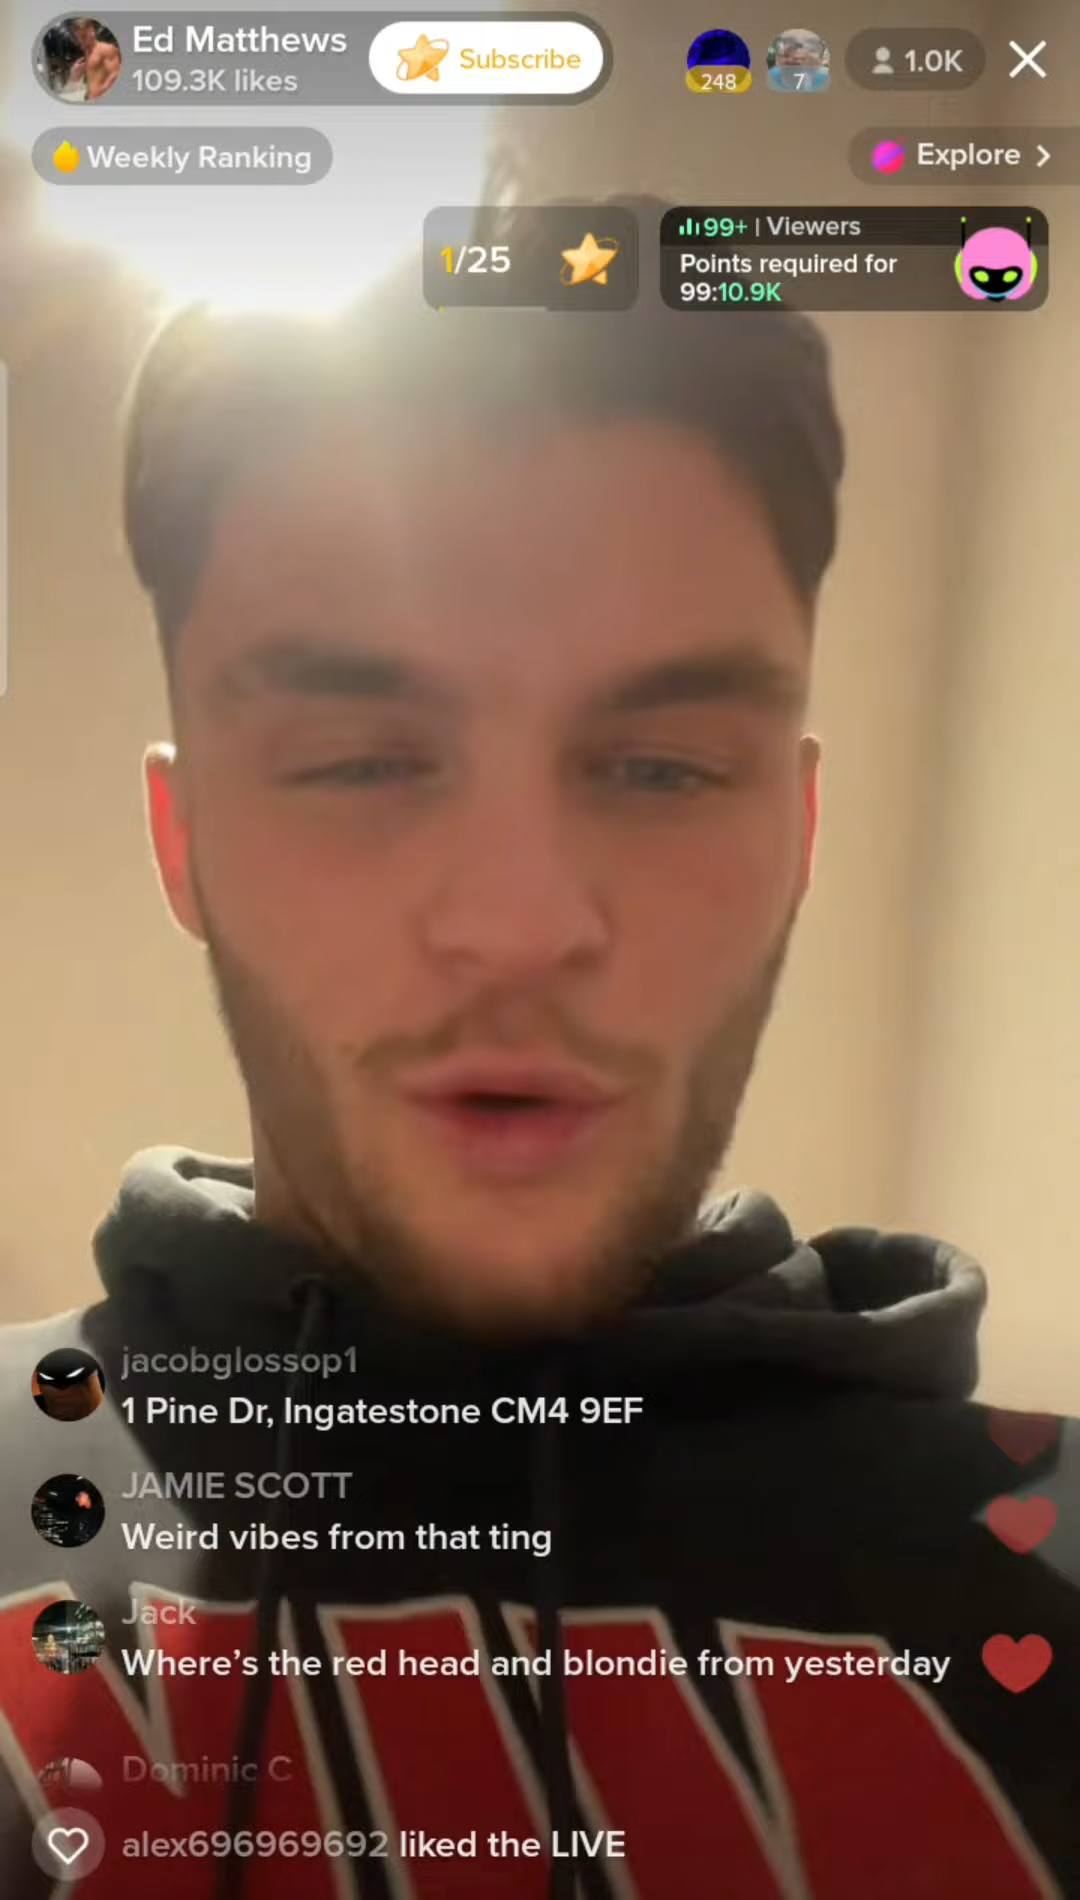 Ed Matthews
109.3K likes
Subscribe
248
7
1.0K
Weekly Ranking
Explore
1/25
99+ | Viewers
Points required for
99:10.9K
jacobglossop1
1 Pine Dr, Ingatestone CM4 9EF
JAMIE SCOTT
Weird vibes from that ting
Jack
Where's the red head and blondie from yesterday
Dominic C
alex696969692 liked the LIVE